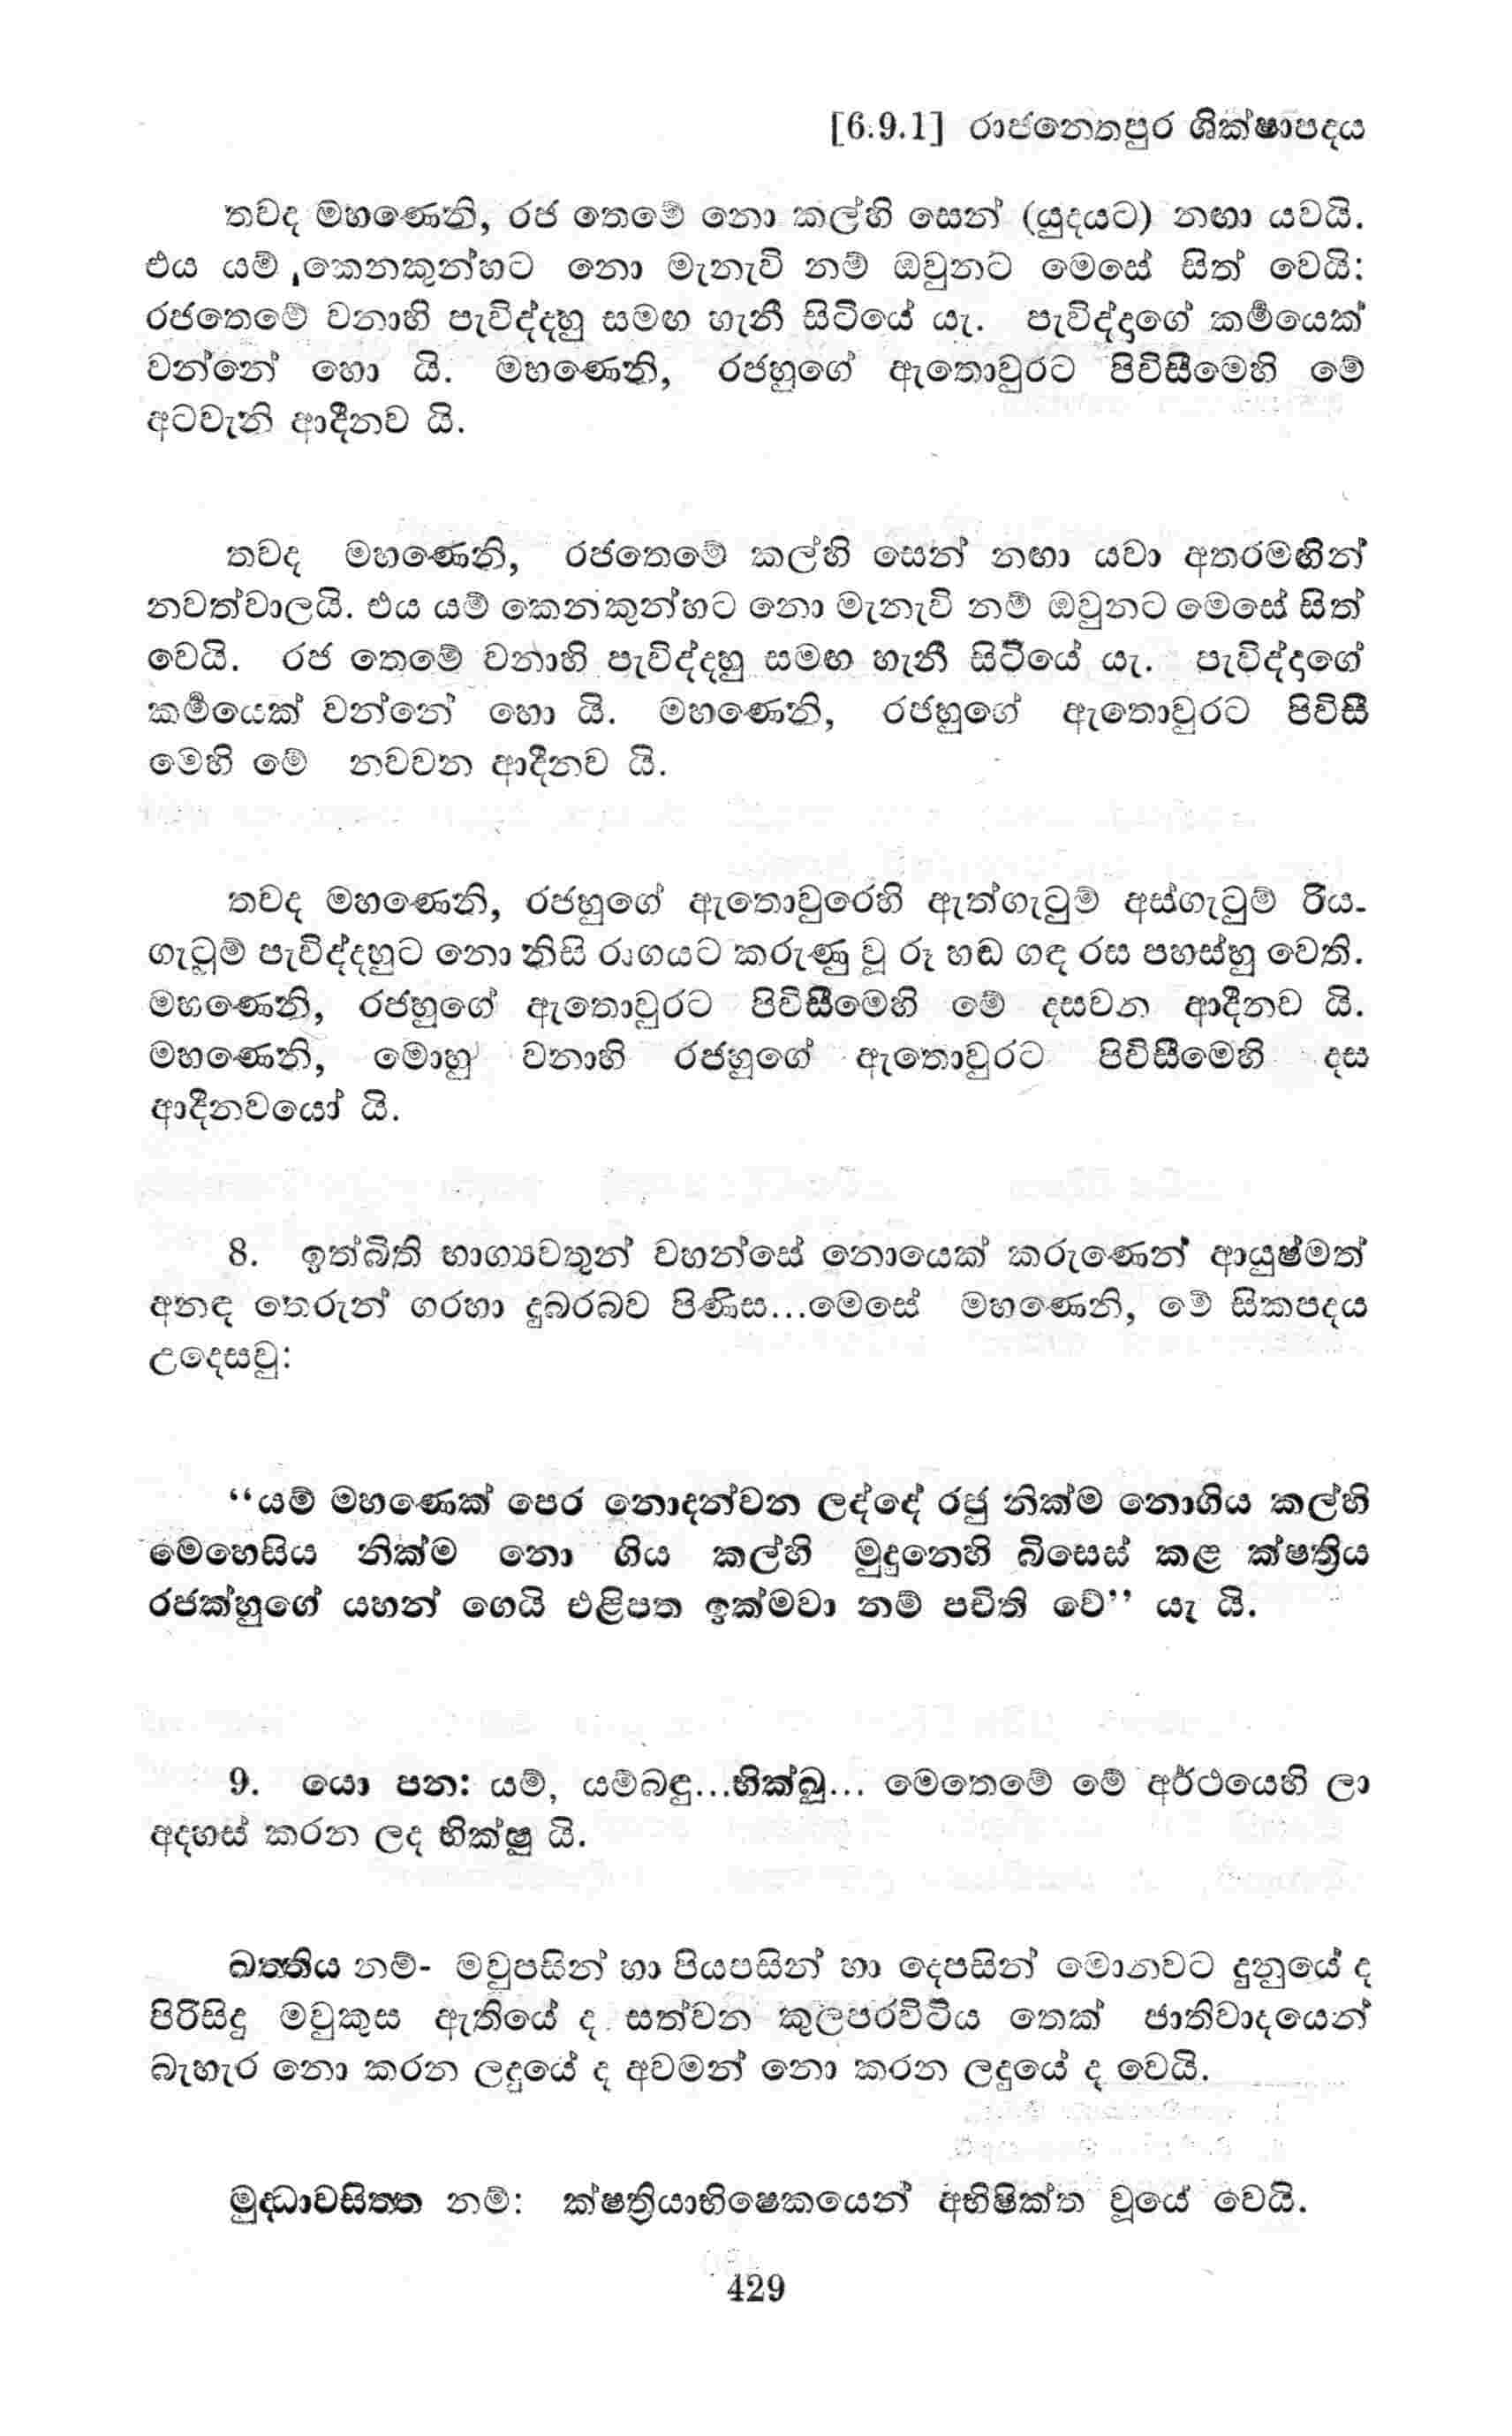 [6.9.1] රාජනෙතපුර ශික්ෂාපදය
තවද මහණෙනි, රජ තෙමේ නො කල්හි සෙන් (යුදයට) නඟා යවයි.
එය යම් කෙනකුන්හට නො මැනැවි නම් ඔවුනට මෙසේ සිත් වෙයි:
රජතෙමේ වනාහි පැවිද්දහු සමඟ හැනී සිටියේ යැ. පැවිද්දාගේ කර්‍මයෙක්
වන්නේ හො යි. මහණෙනි, රජහුගේ ඇතොවුරට පිවිසීමෙහි මේ
අටවැනි ආදීනව යි.
තවද මහණෙනි, රජතෙමේ කල්හි සෙන් නඟා යවා අතරමඟින්
නවත්වාලයි. එය යම් කෙනකුන්හට නො මැනැවි නම් ඔවුනට මෙසේ සිත්
වෙයි. රජ තෙමේ වනාහි පැවිද්දහු සමඟ හැනී සිටියේ යැ. පැවිද්දාගේ
කර්‍මයෙක් වන්නේ හො යි. මහණෙනි, රජහුගේ ඇතොවුරට පිවිසී
මෙහි මේ නවවන ආදීනව යි.
තවද මහණෙනි, රජහුගේ ඇතොවුරෙහි ඇත්ගැටුම් අස්ගැටුම් රිය-
ගැටුම් පැවිද්දහුට නො නිසි රාගයට කරුණු වූ රූ හඬ ගඳ රස පහස්හු වෙති.
මහණෙනි, රජහුගේ ඇතොවුරට පිවිසීමෙහි මේ දසවන ආදීනව යි.
මහණෙනි, මොහු වනාහි රජහුගේ ඇතොවුරට පිවිසීමෙහි දස
ආදීනවයෝ යි.
8. ඉත්බිති භාග්‍යවතුන් වහන්සේ නොයෙක් කරුණෙන් ආයුෂ්මත්
අනඳ තෙරුන් ගරහා දුබරබව පිණිස...මෙසේ මහණෙනි, මේ සිකපදය
උදෙසවු:
“යම් මහණෙක් පෙර නොදන්වන ලද්දේ රජු නික්ම නොගිය කල්හි
මෙහෙසිය නික්ම නො ගිය කල්හි මුදුනෙහි බිසෙස් කළ ක්ෂත්‍රිය
රජක්හුගේ යහන් ගෙයි එළිපත ඉක්මවා නම් පචිති වේ” යැ යි.
9. යො පන: යම්, යම්බඳු...භික්ඛූ... මෙතෙමේ මේ අර්ථයෙහි ලා
අදහස් කරන ලද භික්ෂු යි.
ඛත්‍තිය නම්- මවුපසින් හා පියපසින් හා දෙපසින් මොනවට දුනුයේ ද
පිරිසිදු මවුකුස ඇතියේ ද සත්වන කුලපරවිටිය තෙක් ජාතිවාදයෙන්
බැහැර නො කරන ලදුයේ ද අවමන් නො කරන ලදුයේ ද වෙයි.
මුද්‍ධාවසිත්‍ත නම්: ක්ෂත්‍රියාභිෂෙකයෙන් අභිෂික්ත වූයේ වෙයි.
429